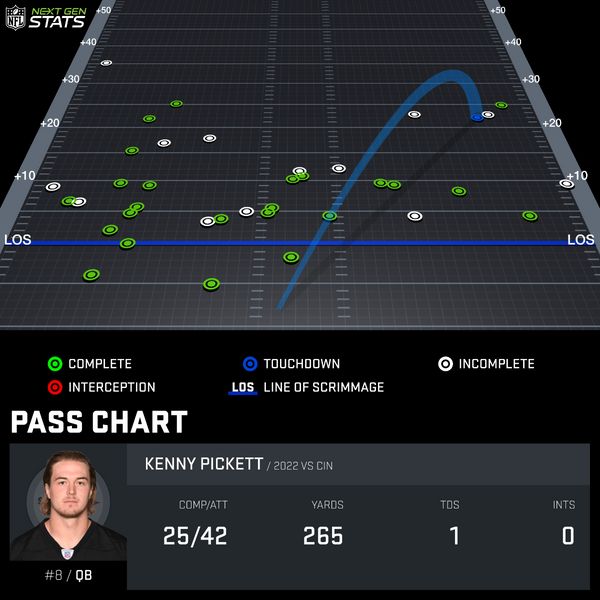 NFL NEXT GEN
STATS
+50 +50
+40 +40
+30 +30
+20 +20
+10 +10
LOS LOS
COMPLETE TOUCHDOWN INCOMPLETE
INTERCEPTION LOS LINE OF SCRIMMAGE
PASS CHART
KENNY PICKETT / 2022 VS CIN
COMP/ATT YARDS TDS INTS
25/42 265 1 0
#8 / QB